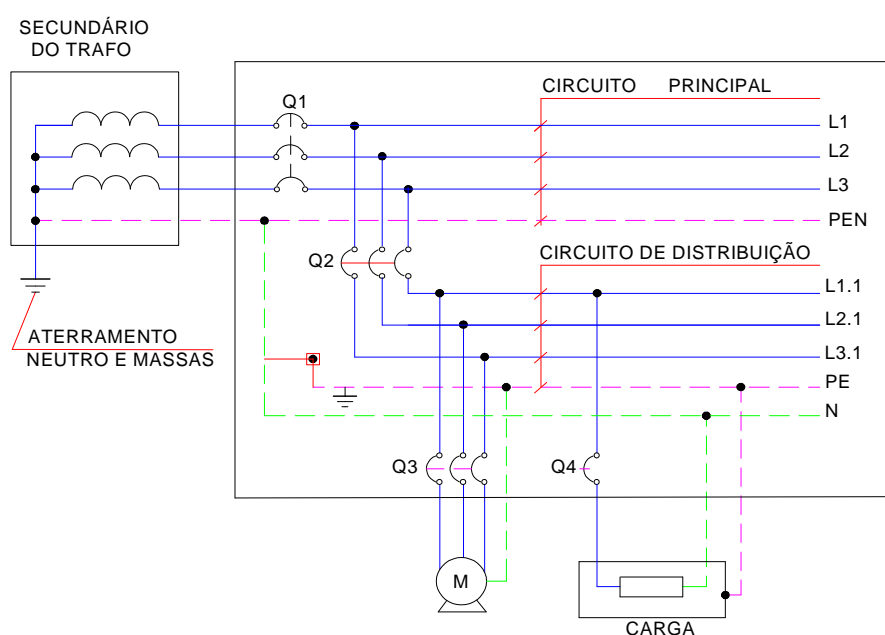 SECUNDÁRIO
DO TRAFO
Q1
CIRCUITO PRINCIPAL
L1
L2
L3
PEN
Q2
CIRCUITO DE DISTRIBUIÇÃO
L1.1
L2.1
L3.1
PE
N
ATERRAMENTO
NEUTRO E MASSAS
Q3
Q4
M
CARGA